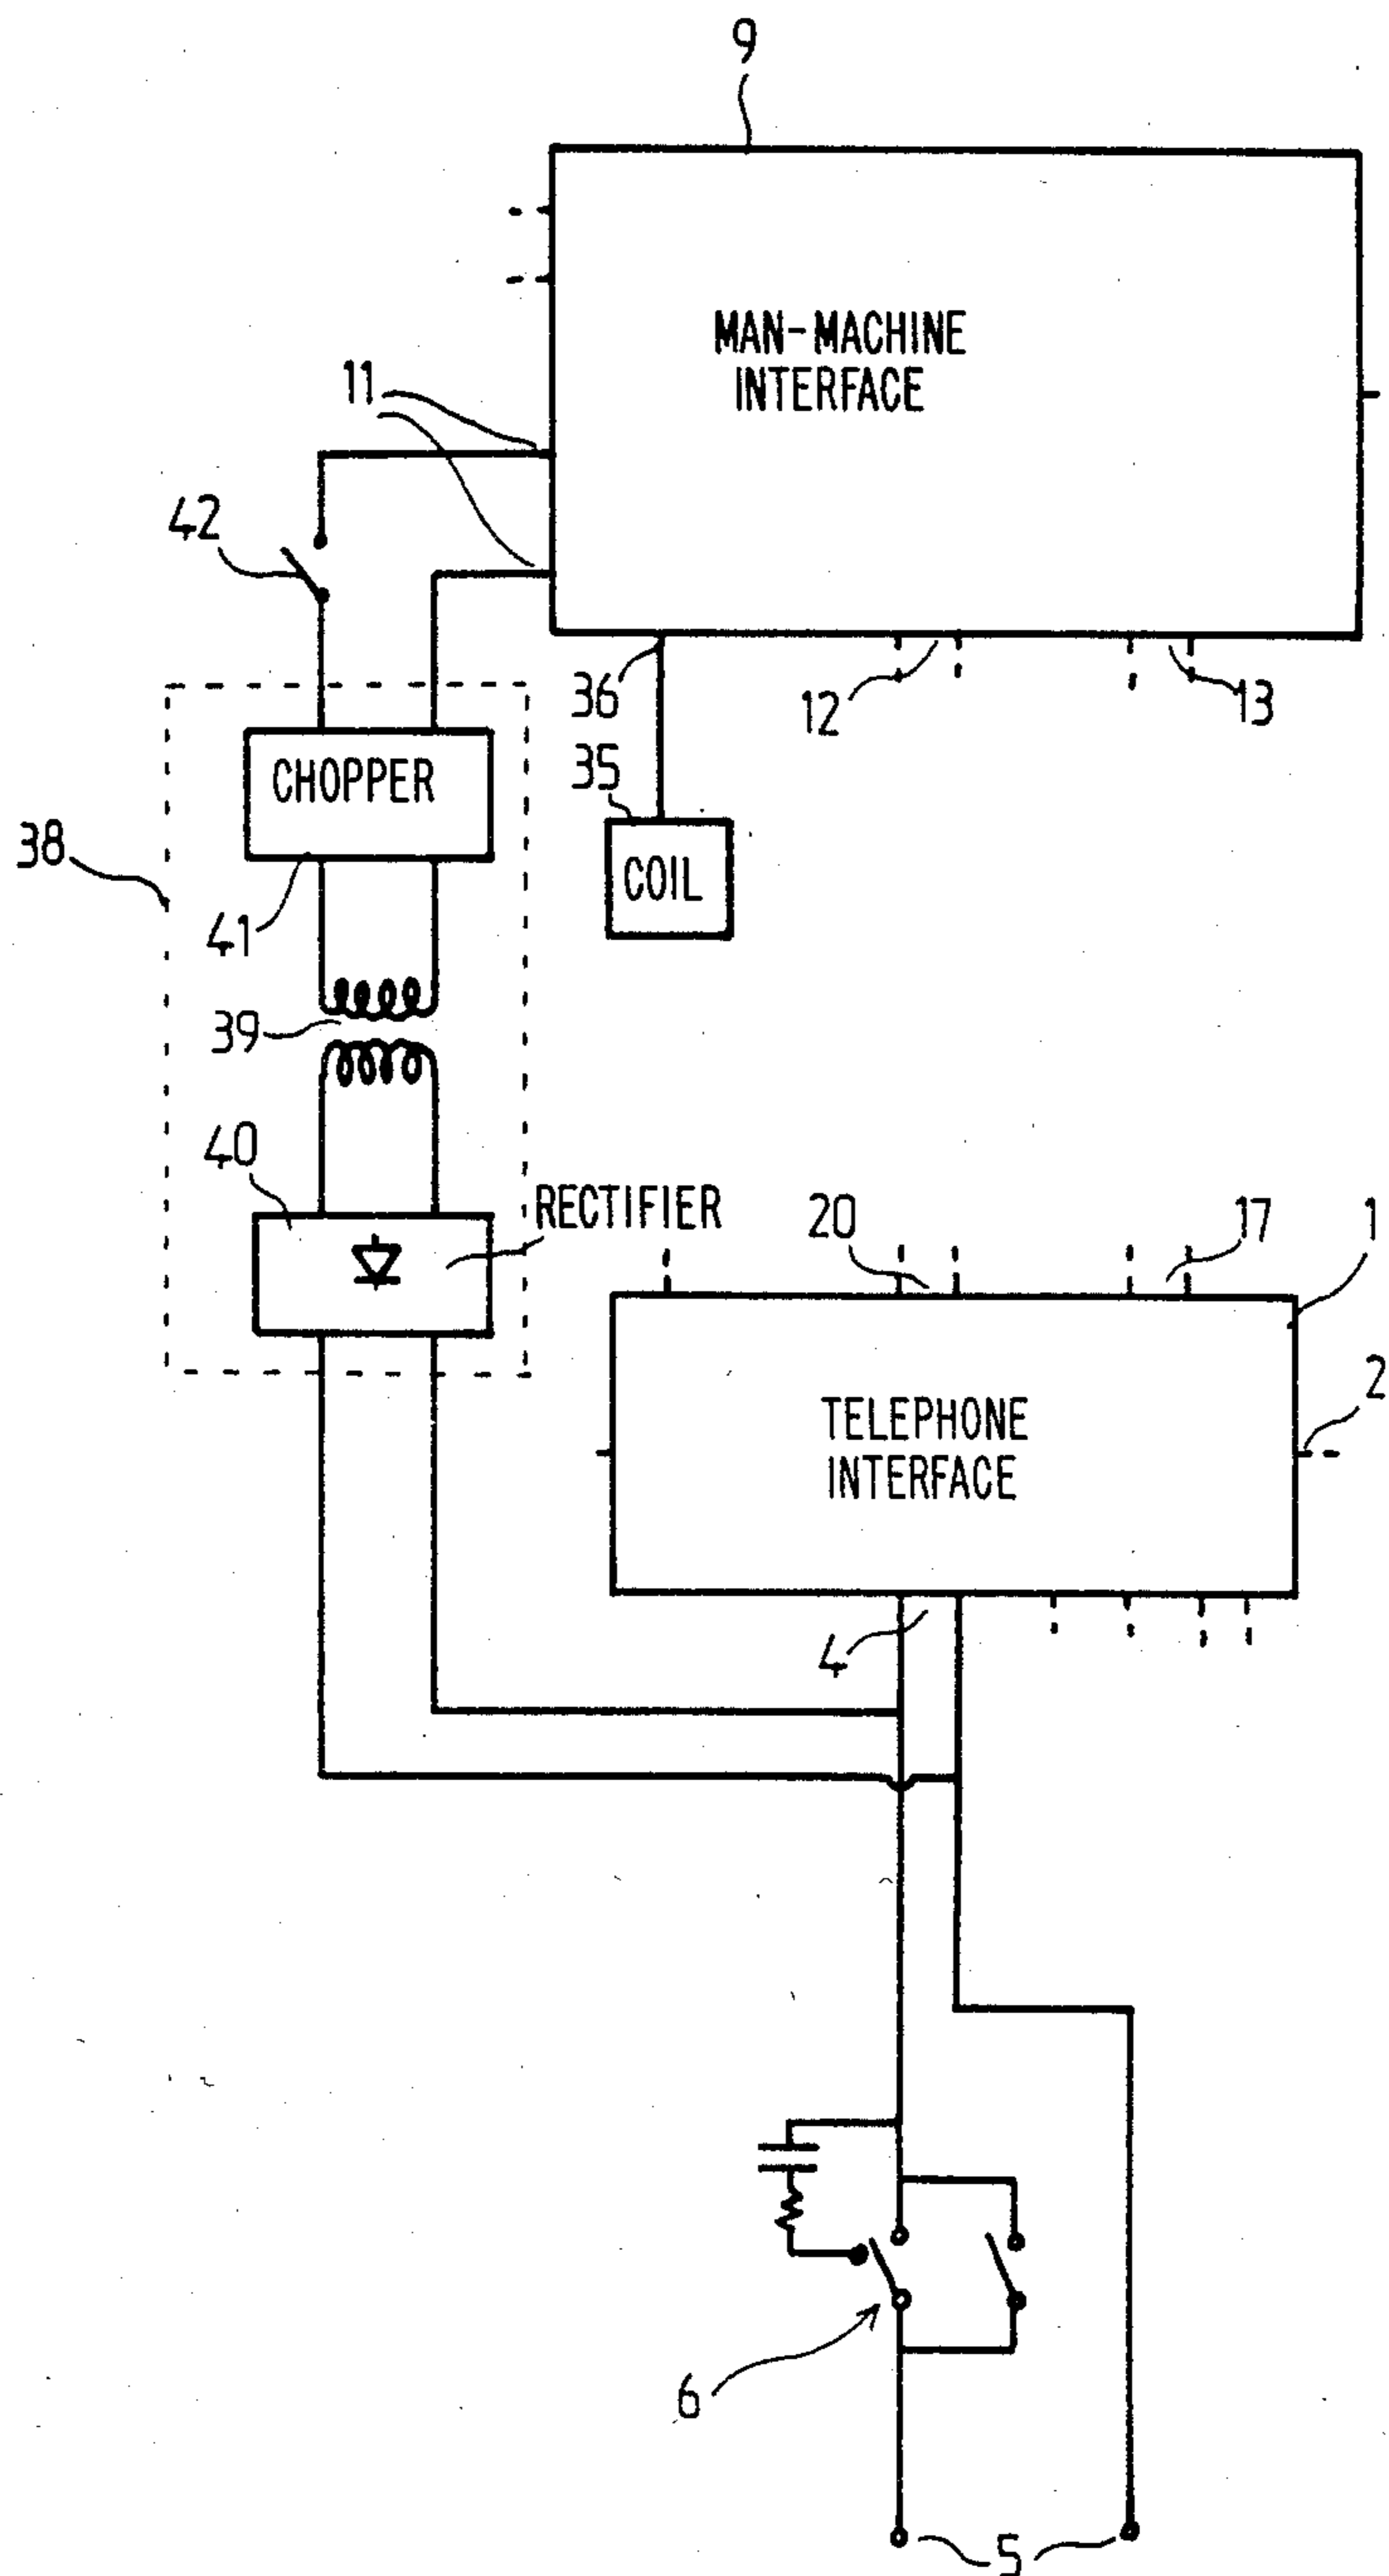 9
MAN-MACHINE
INTERFACE
11
42
36
12
13
35
CHOPPER
38
COIL
41
39
40
RECTIFIER
20
17
1
2
TELEPHONE
INTERFACE
4
6
5